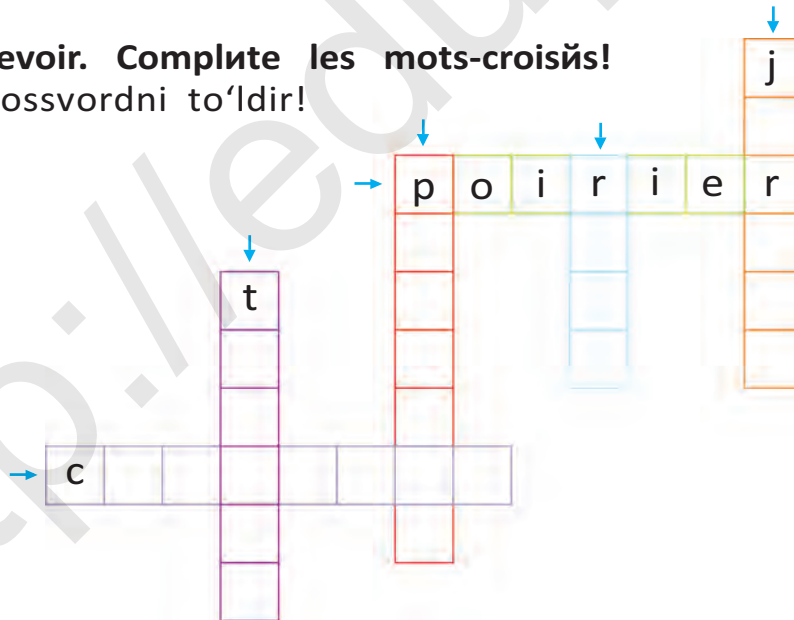 evoir. Complиte les mots-croisйs!
ossvordni to‘ldir!
j
p o i r i e r
t
c